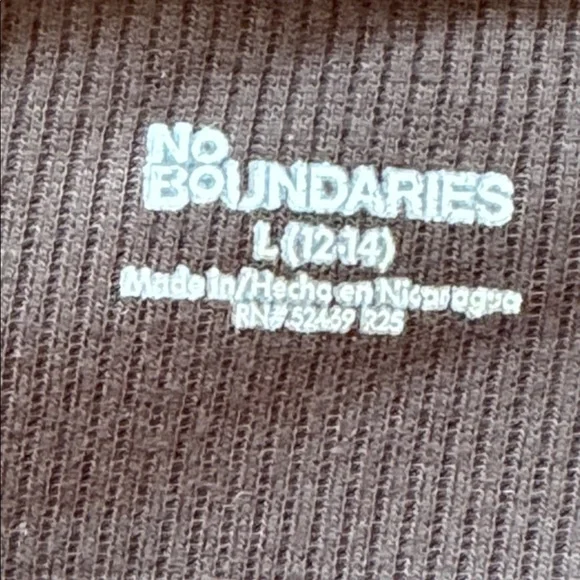 No
BOUNDARIES
L (12-14)
Made in/Hecho en Nicaragua
RN# 52469 R25